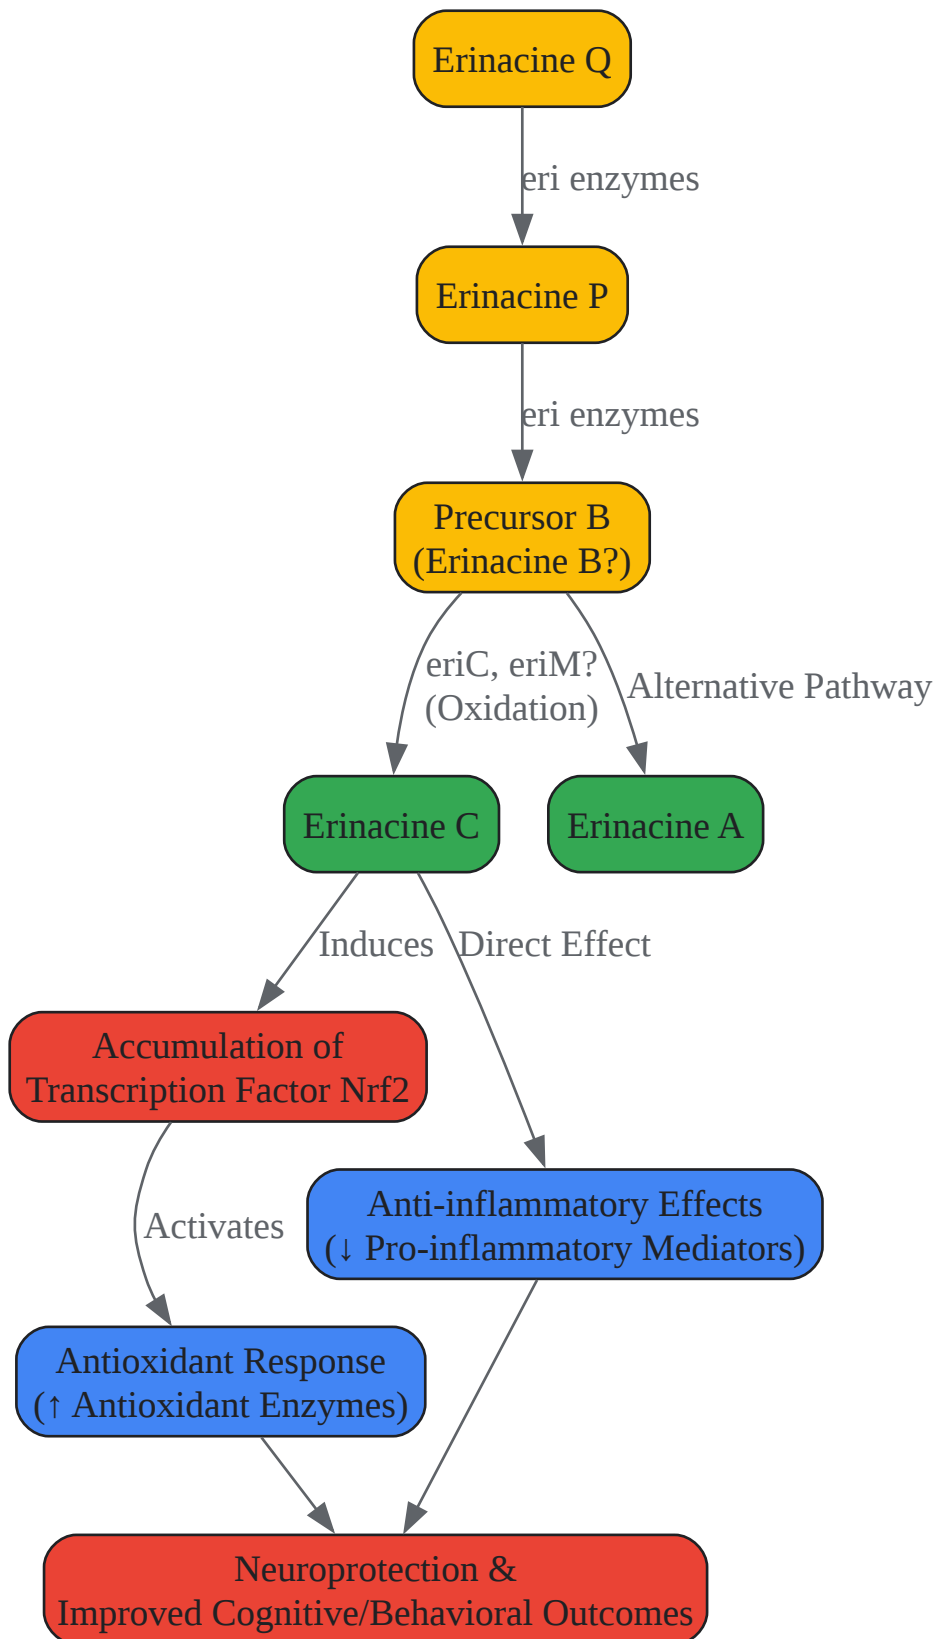 Erinacine Q
eri enzymes
Erinacine P
eri enzymes
Precursor B
(Erinacine B?)
eriC, eriM?
(Oxidation)
Alternative Pathway
Erinacine C
Erinacine A
Induces
Direct Effect
Accumulation of
Transcription Factor Nrf2
Anti-inflammatory Effects
(↓ Pro-inflammatory Mediators)
Activates
Antioxidant Response
(↑ Antioxidant Enzymes)
Neuroprotection &
Improved Cognitive/Behavioral Outcomes